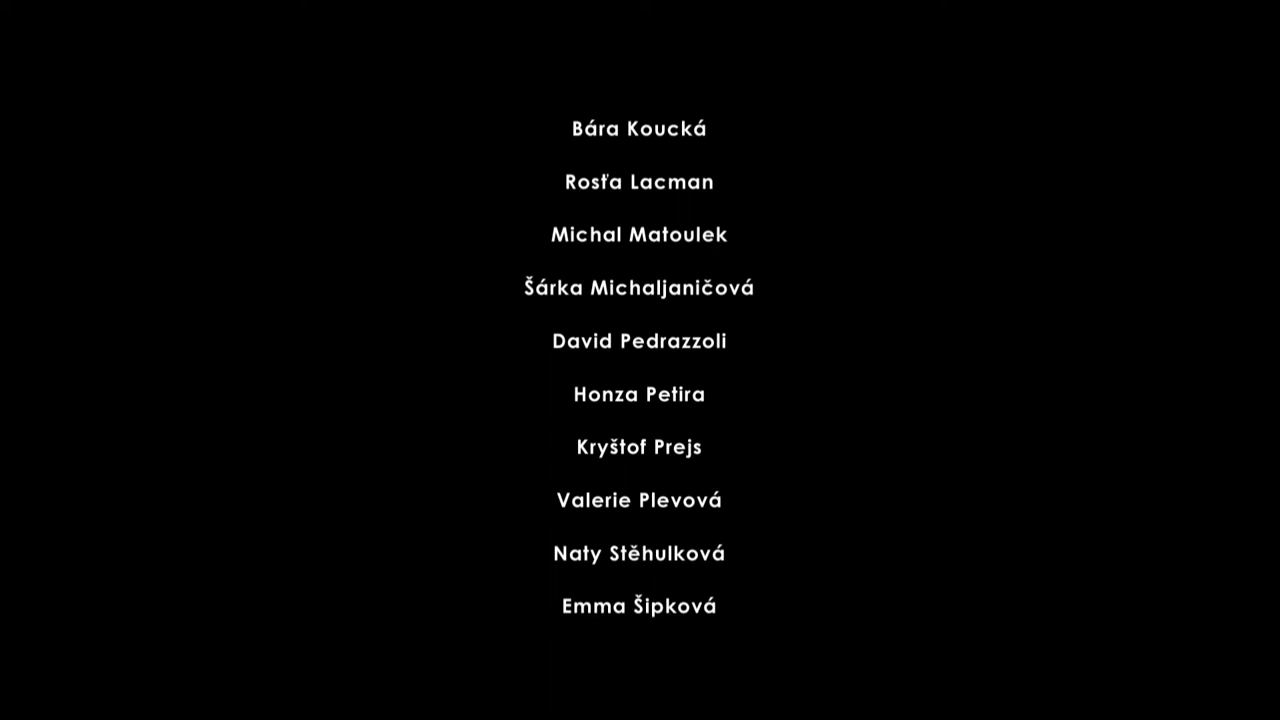 Bára Koucká
Rosťa Lacman
Michal Matoulek
Šárka Michaljaničová
David Pedrazzoli
Honza Petira
Kryštof Prejs
Valerie Plevová
Naty Stěhulková
Emma Šipková